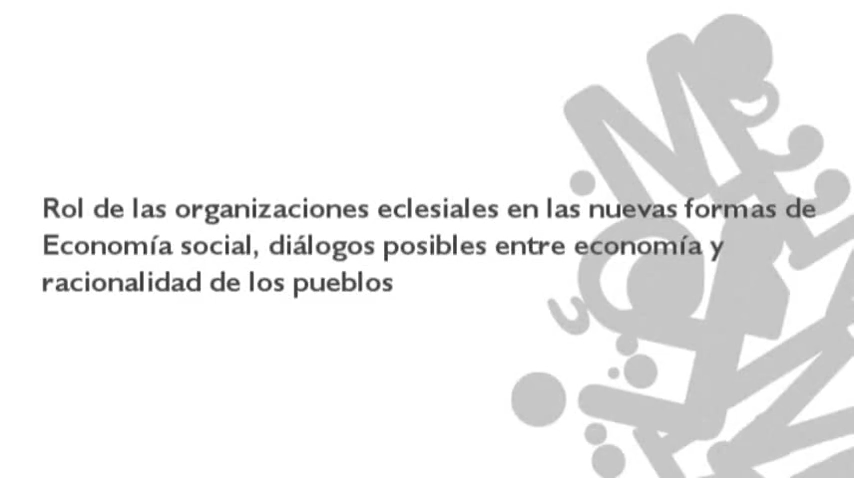 Rol de las organizaciones eclesiales en las nuevas formas de
Economía social, diálogos posibles entre economía y
racionalidad de los pueblos